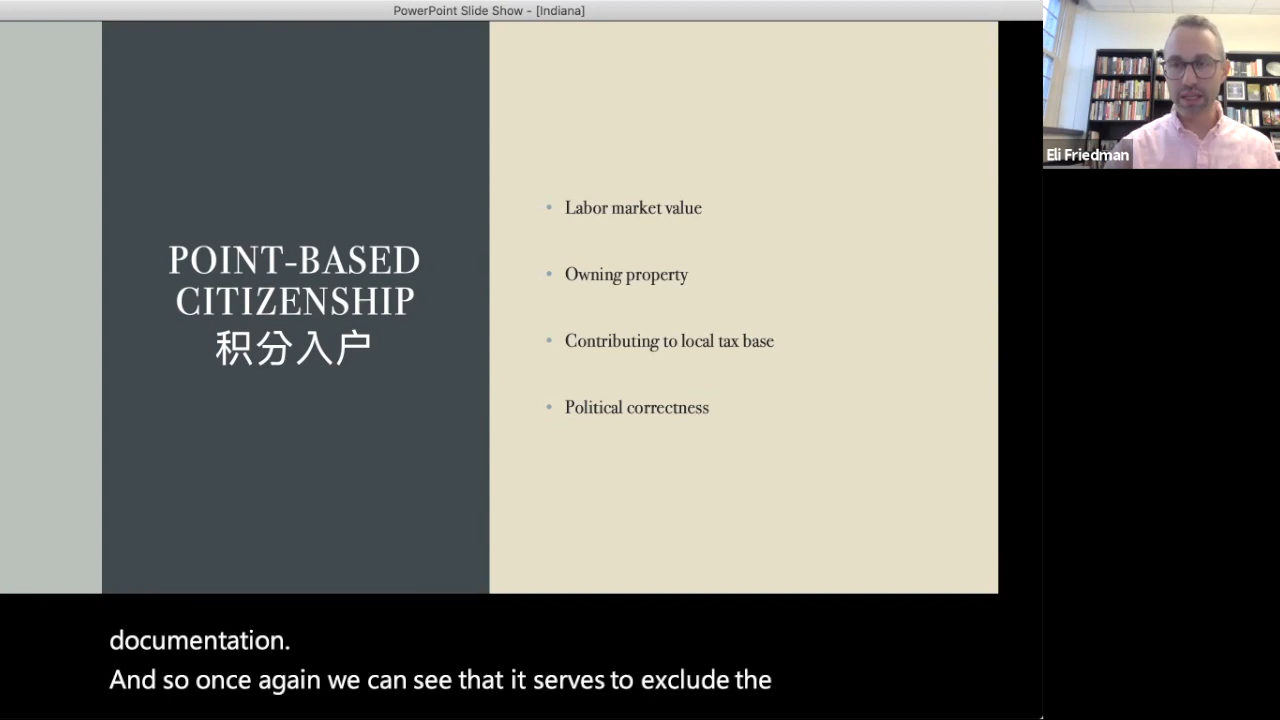 PowerPoint Slide Show - [Indiana]
POINT-BASED
CITIZENSHIP
积分入户
• Labor market value
• Owning property
• Contributing to local tax base
• Political correctness
Eli Friedman
documentation.
And so once again we can see that it serves to exclude the